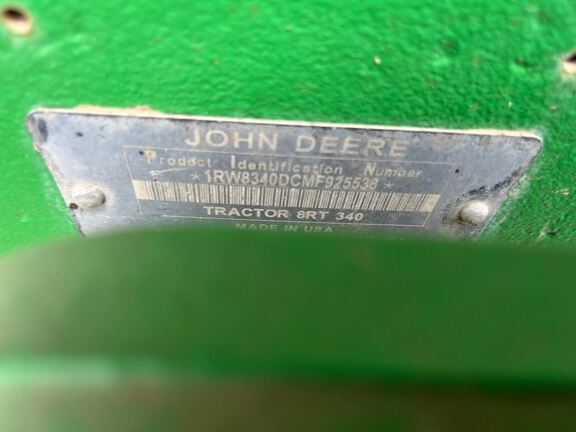 JOHN DEERE
Product Identification Number
*1RW8340DCMF925538*
TRACTOR 8RT 340
MADE IN USA